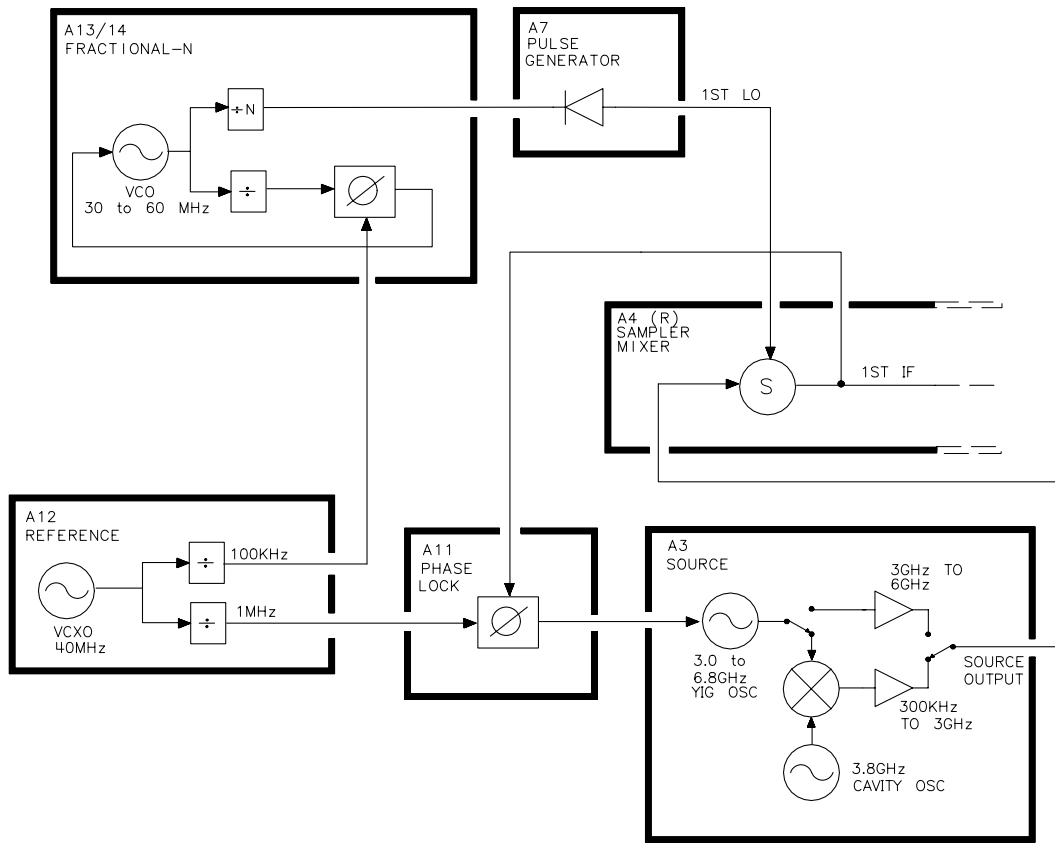 A13/14
FRACTIONAL-N
÷N
VCO
30 to 60 MHz
÷
A7
PULSE
GENERATOR
1ST LO
A4 (R)
SAMPLER
MIXER
S
1ST IF
A12
REFERENCE
÷
100KHz
÷
1MHz
VCXO
40MHz
A11
PHASE
LOCK
A3
SOURCE
3GHz TO
6GHz
3.0 to
6.8GHz
YIG OSC
SOURCE
OUTPUT
300KHz
TO 3GHz
3.8GHz
CAVITY OSC